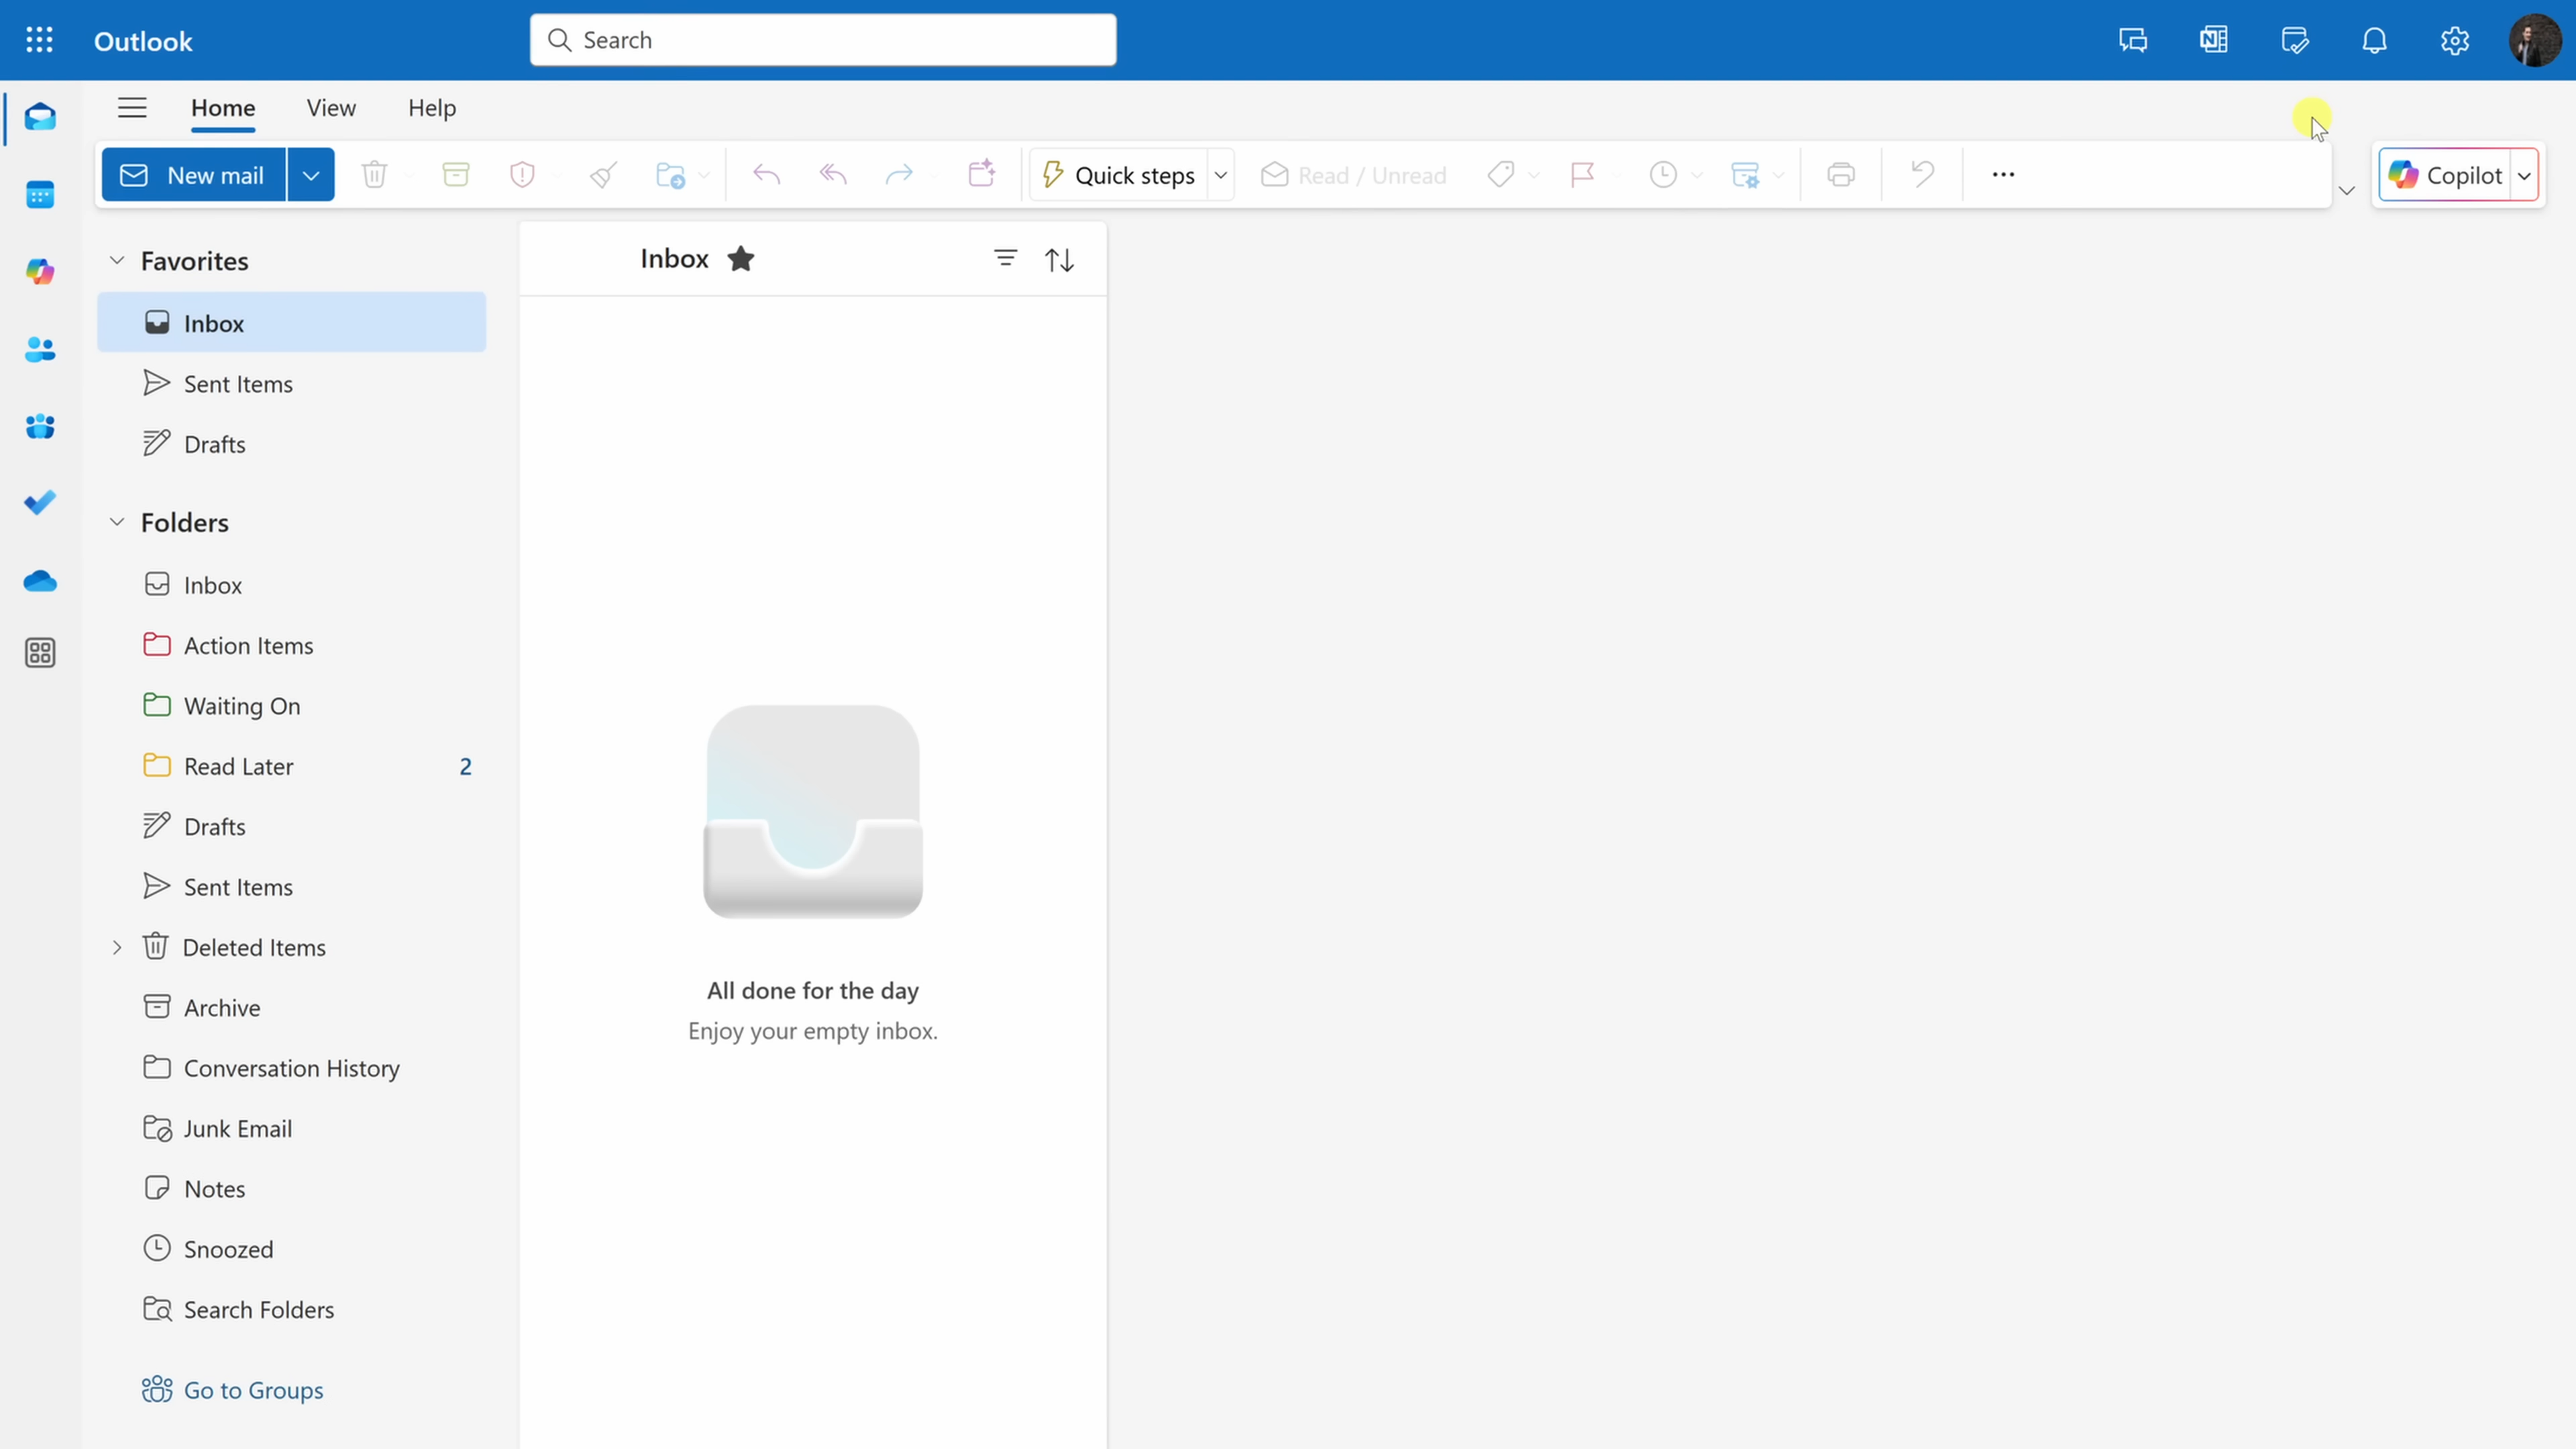 Outlook
Search
Home View Help
New mail
Quick steps
Read / Unread
Copilot
Favorites
Inbox
Sent Items
Drafts
Folders
Inbox
Action Items
Waiting On
Read Later 2
Drafts
Sent Items
Deleted Items
Archive
Conversation History
Junk Email
Notes
Snoozed
Search Folders
Go to Groups
Inbox
All done for the day
Enjoy your empty inbox.